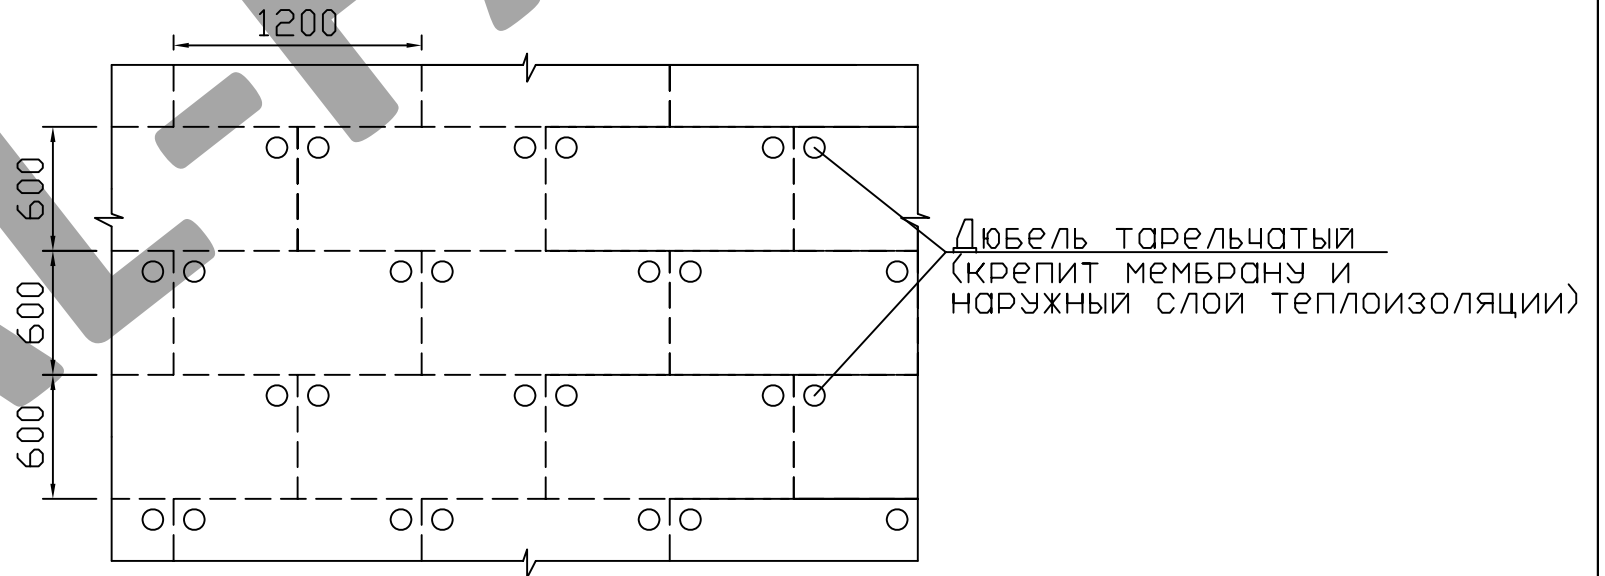 1200
600
600
600
Дюбель тарельчатый
(крепит мембрану и
наружный слой теплоизоляции)